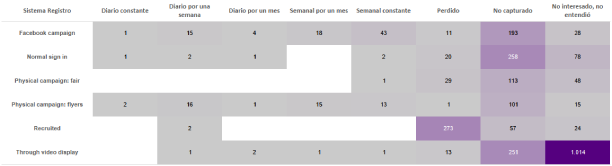 Sistema Registro Diario constante Diario por una semana Diario por un mes Semanal por un mes Semanal constante Perdido No capturado No interesado, no entendió
Facebook campaign 1 15 4 18 43 11 193 28
Normal sign in 1 2 1 2 20 258 78
Physical campaign: fair 1 29 113 48
Physical campaign: flyers 2 16 1 15 13 1 101 15
Recruited 2 273 57 24
Through video display 1 2 1 1 13 253 1 014